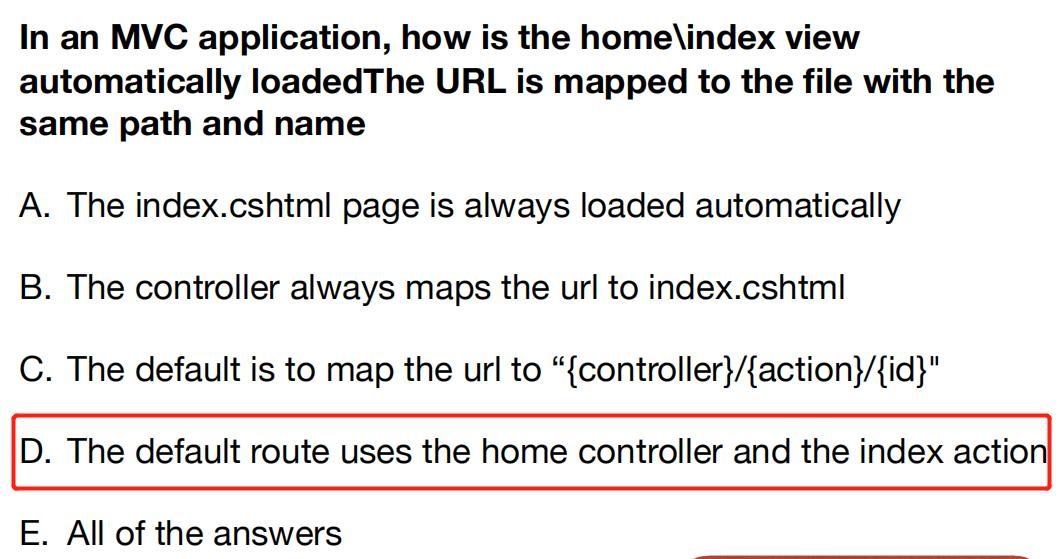 In an MVC application, how is the home\index view
automatically loadedThe URL is mapped to the file with the
same path and name
A. The index.cshtml page is always loaded automatically
B. The controller always maps the url to index.cshtml
C. The default is to map the url to “{controller}/{action}/{id}"
D. The default route uses the home controller and the index action
E. All of the answers